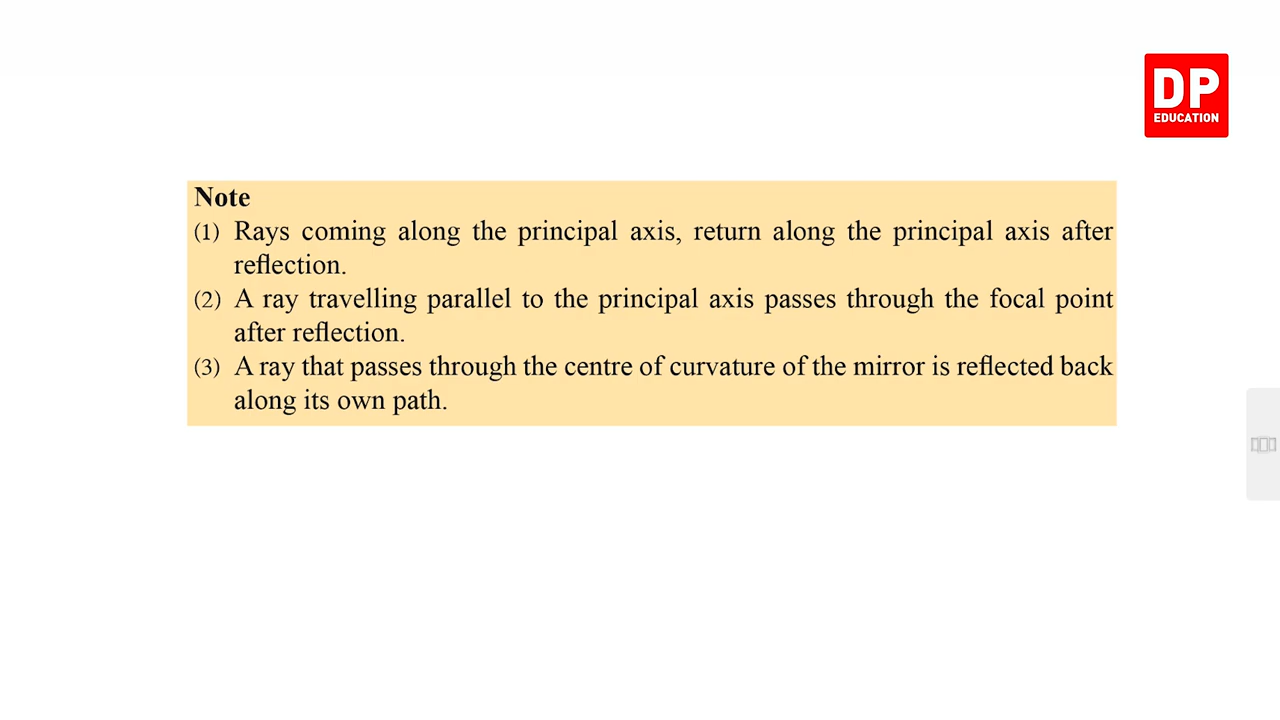 DP
EDUCATION
Note
(1) Rays coming along the principal axis, return along the principal axis after
reflection.
(2) A ray travelling parallel to the principal axis passes through the focal point
after reflection.
(3) A ray that passes through the centre of curvature of the mirror is reflected back
along its own path.